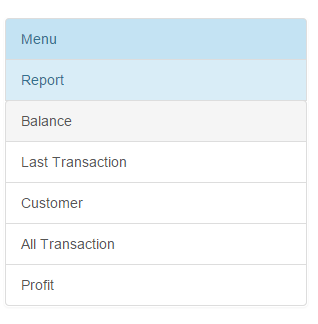 Menu
Report
Balance
Last Transaction
Customer
All Transaction
Profit